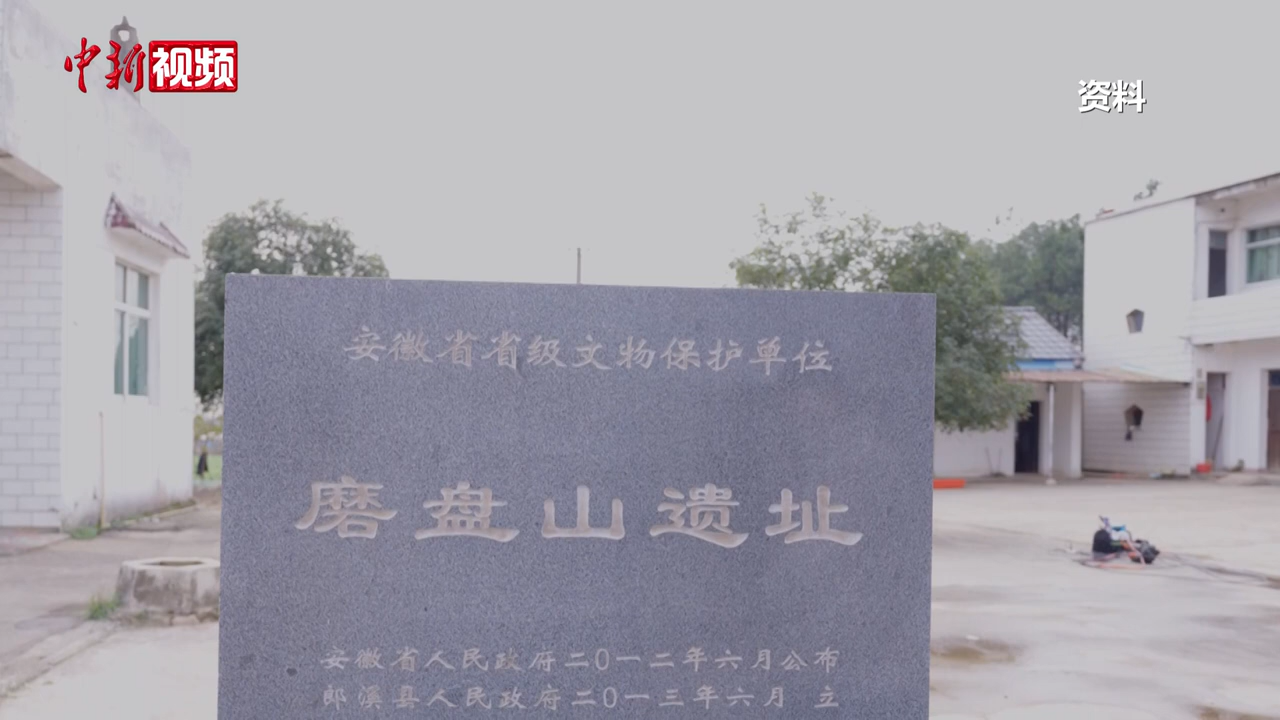 中新视频
资料
安徽省省级文物保护单位
磨盘山遗址
安徽省人民政府二〇一二年六月公布
郎溪县人民政府二〇一三年六月 立